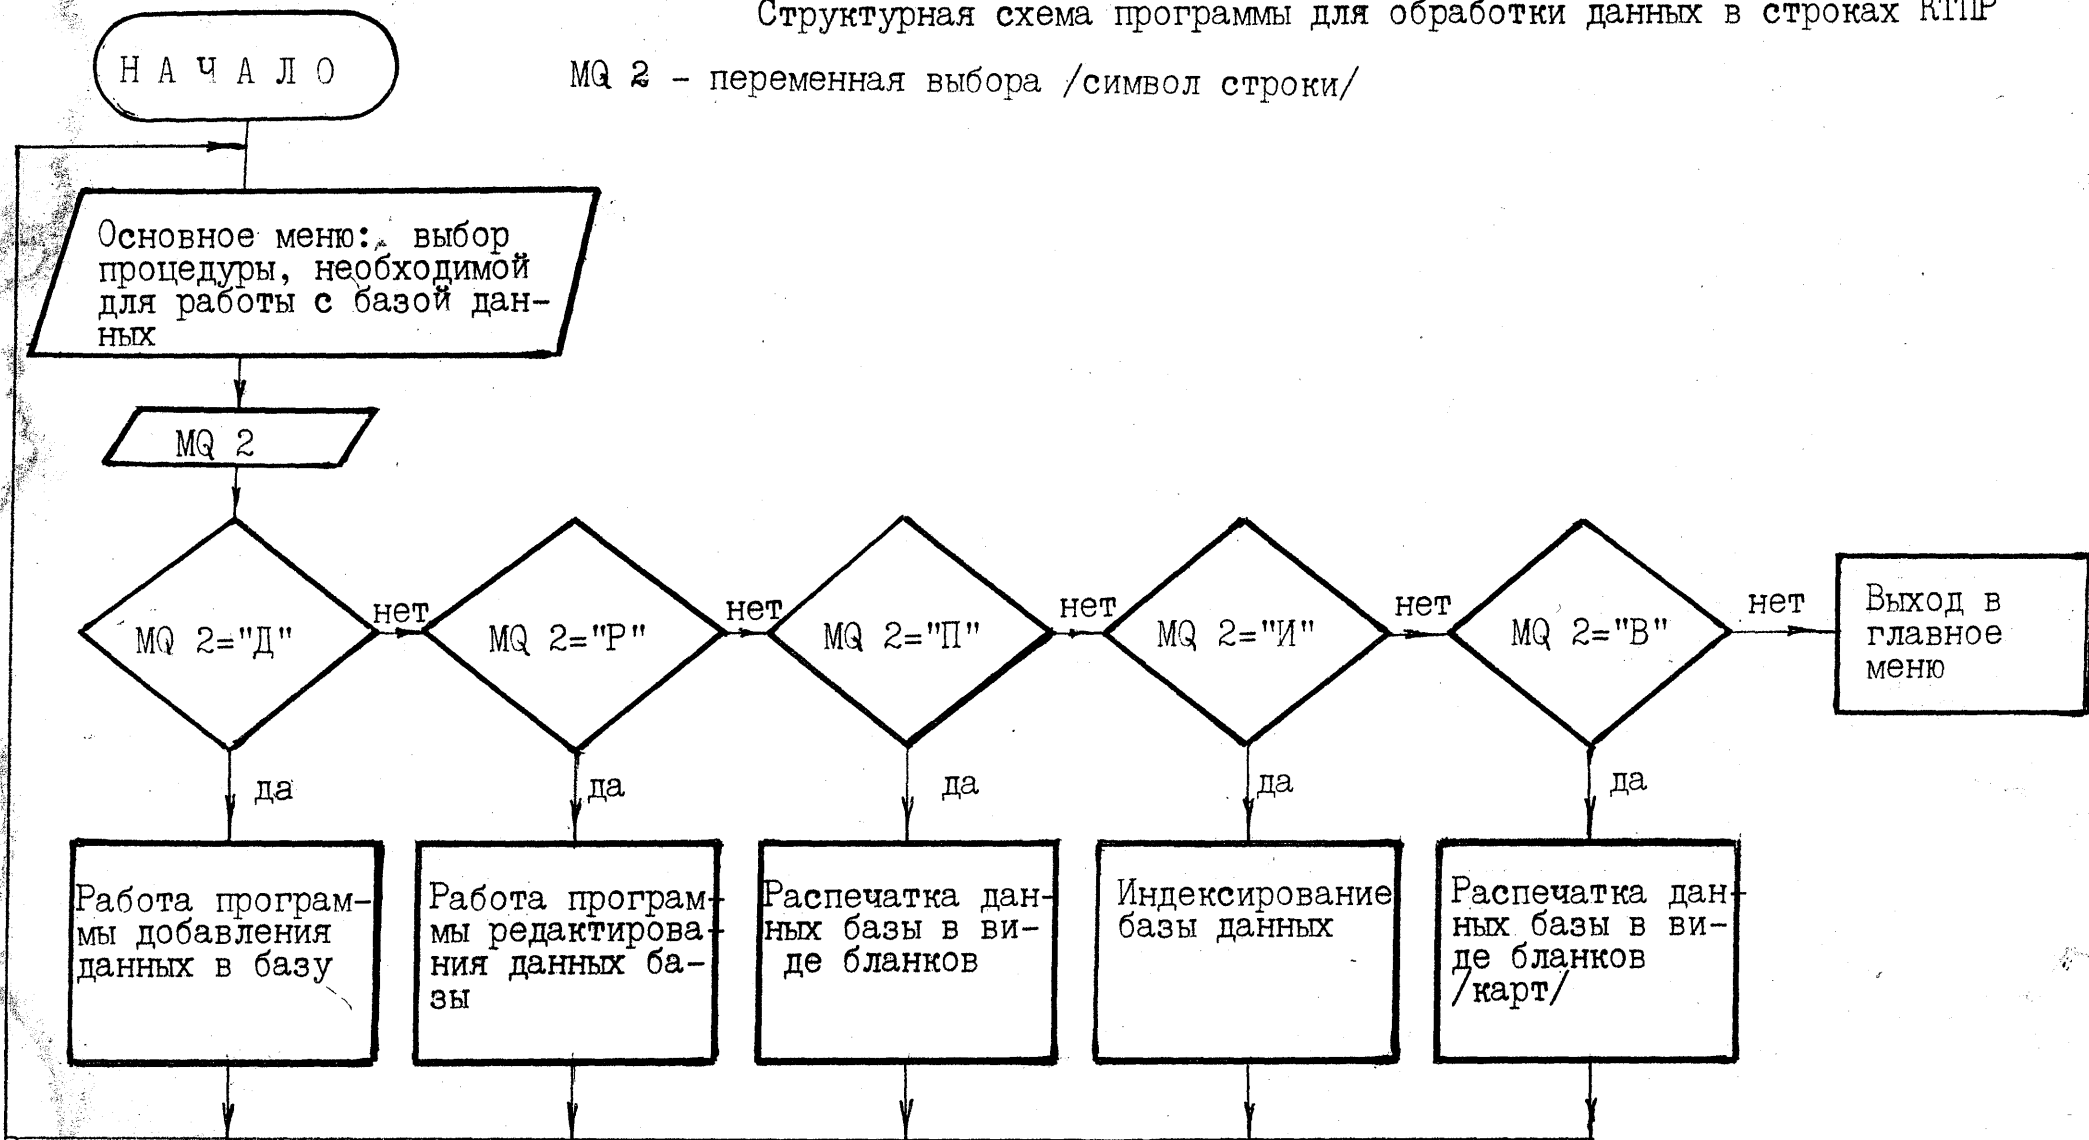 Структурная схема программы для обработки данных в строках КТПР
Н А Ч А Л О
MQ 2 - переменная выбора /символ строки/
Основное меню: выбор
процедуры, необходимой
для работы с базой дан-
ных
MQ 2
нет
нет
нет
нет
нет
MQ 2="Д"
MQ 2="Р"
MQ 2="П"
MQ 2="И"
MQ 2="В"
Выход в
главное
меню
да
да
да
да
да
Работа програм-
мы добавления
данных в базу
Работа програм-
мы редактирова-
ния данных ба-
зы
Распечатка дан-
ных базы в ви-
де бланков
Индексирование
базы данных
Распечатка дан-
ных базы в ви-
де бланков
/карт/